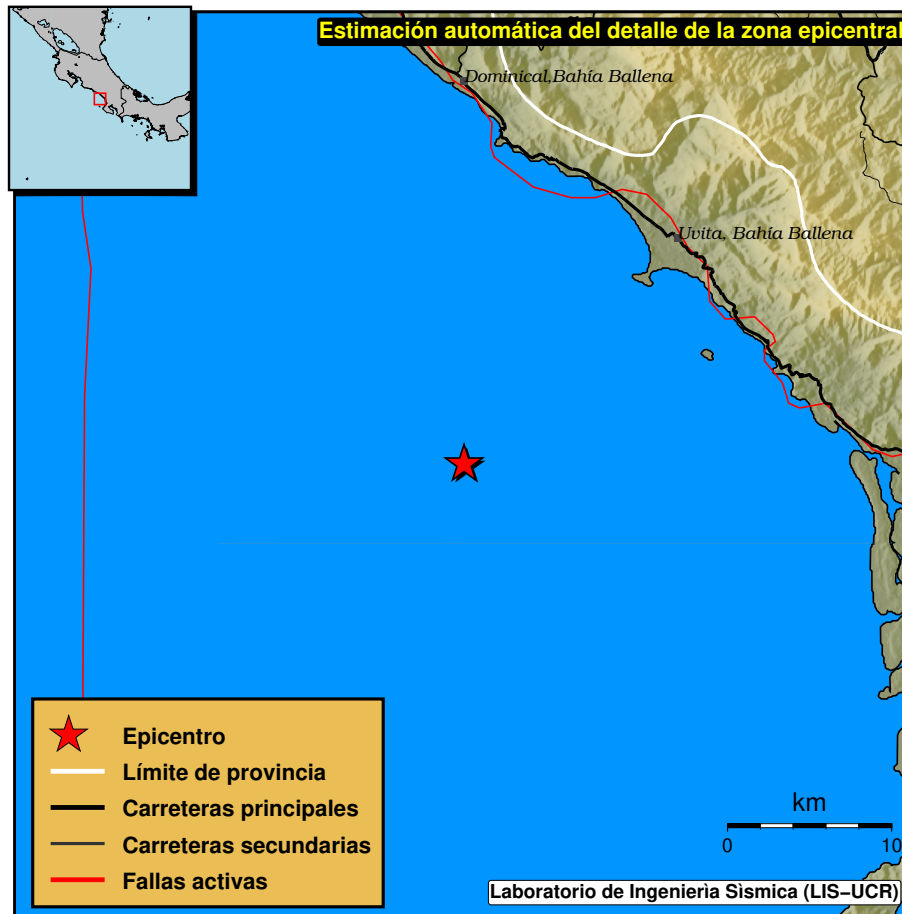 Estimación automática del detalle de la zona epicentral
Dominical,Bahía Ballena
Uvita, Bahía Ballena
Epicentro
Límite de provincia
Carreteras principales
Carreteras secundarias
Fallas activas
km
0
10
Laboratorio de Ingenierìa Sìsmica (LIS−UCR)